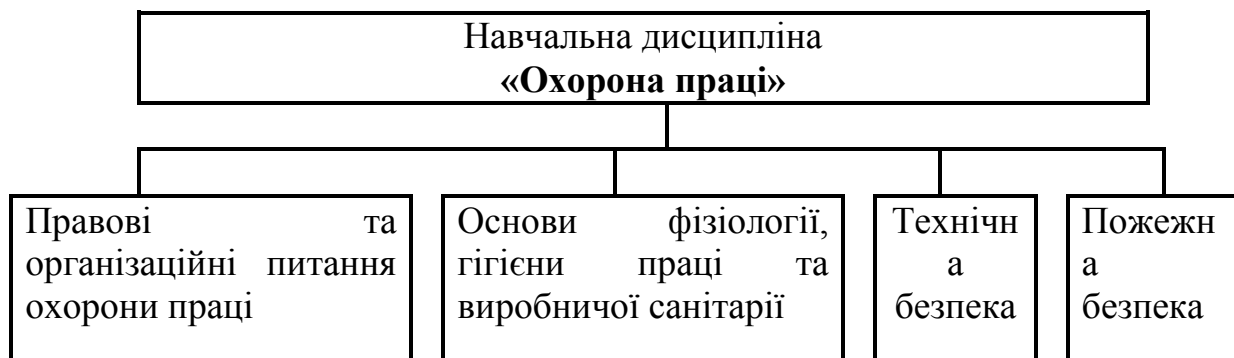 Навчальна дисципліна
«Охорона праці»
Правові та
організаційні питання
охорони праці
Основи фізіології,
гігієни праці та
виробничої санітарії
Технічн
а
безпека
Пожежн
а
безпека